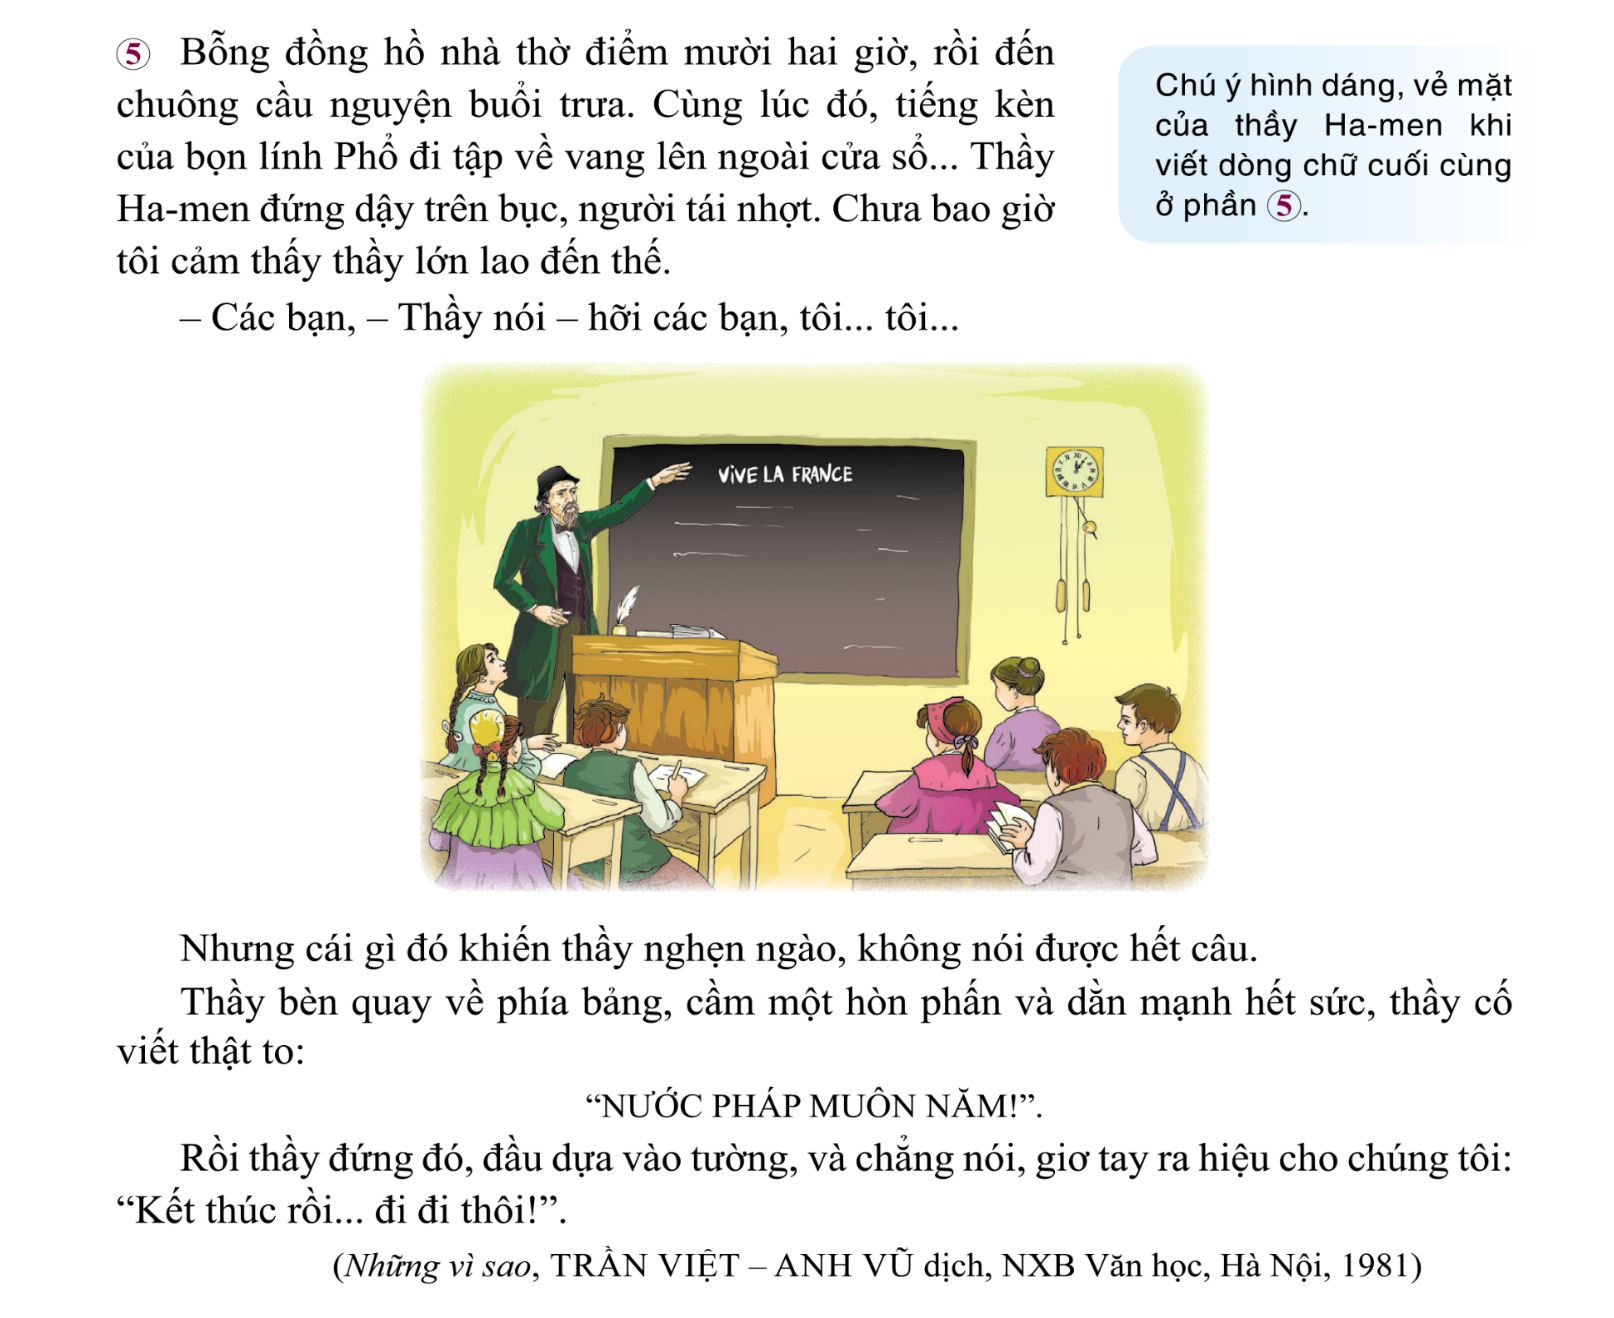 ⑤ Bỗng đồng hồ nhà thờ điểm mười hai giờ, rồi đến
chuông cầu nguyện buổi trưa. Cùng lúc đó, tiếng kèn
của bọn lính Phổ đi tập về vang lên ngoài cửa sổ... Thầy
Ha-men đứng dậy trên bục, người tái nhợt. Chưa bao giờ
tôi cảm thấy thầy lớn lao đến thế.
– Các bạn, – Thầy nói – hỡi các bạn, tôi... tôi...
Chú ý hình dáng, vẻ mặt
của thầy Ha-men khi
viết dòng chữ cuối cùng
ở phần ⑤.
ViVE LA FRANCE
Nhưng cái gì đó khiến thầy nghẹn ngào, không nói được hết câu.
Thầy bèn quay về phía bảng, cầm một hòn phấn và dằn mạnh hết sức, thầy cố
viết thật to:
“NƯỚC PHÁP MUÔN NĂM!”.
Rồi thầy đứng đó, đầu dựa vào tường, và chẳng nói, giơ tay ra hiệu cho chúng tôi:
“Kết thúc rồi... đi đi thôi!”.
(Những vì sao, TRẦN VIỆT – ANH VŨ dịch, NXB Văn học, Hà Nội, 1981)